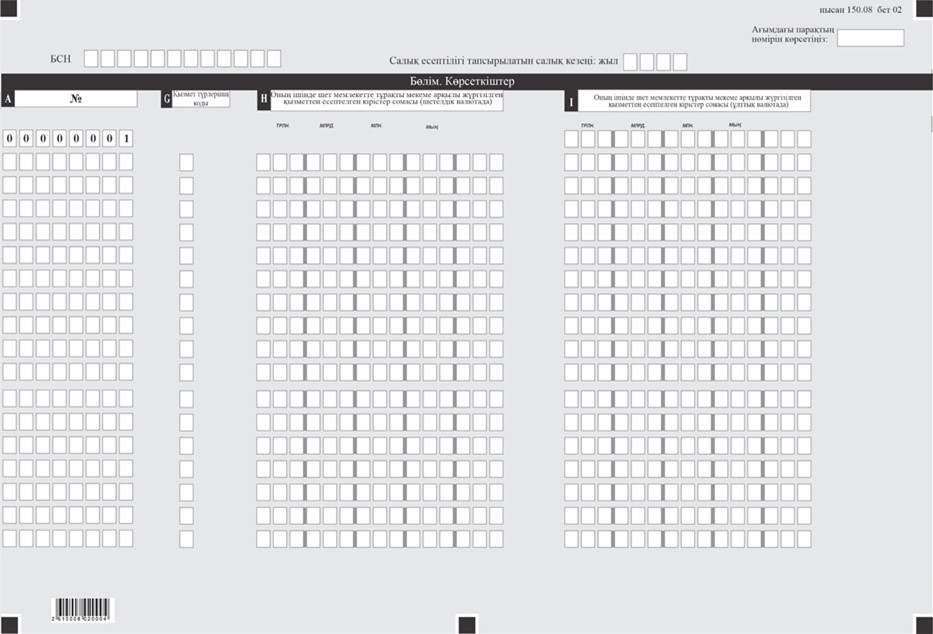 нысан 150.08 бет 02
Ағымдағы парақтың
нөмірін көрсетіңіз:
БСН
Салық есептілігі тапсырылатын салық кезеңі: жыл
Бөлім. Көрсеткіштер
A №
G Қызмет түрлерінің
коды
H Оның ішінде шет мемлекетте тұрақты мекеме арқылы жүргізілген
қызметтен есептелген кірістер сомасы (шетелдік валютада)
I Оның ішінде шет мемлекетте тұрақты мекеме арқылы жүргізілген
қызметтен есептелген кірістер сомасы (ұлттық валютада)
ТРЛН. МЛРД. МЛН. МЫҢ
ТРЛН. МЛРД. МЛН. МЫҢ
0 0 0 0 0 0 0 1